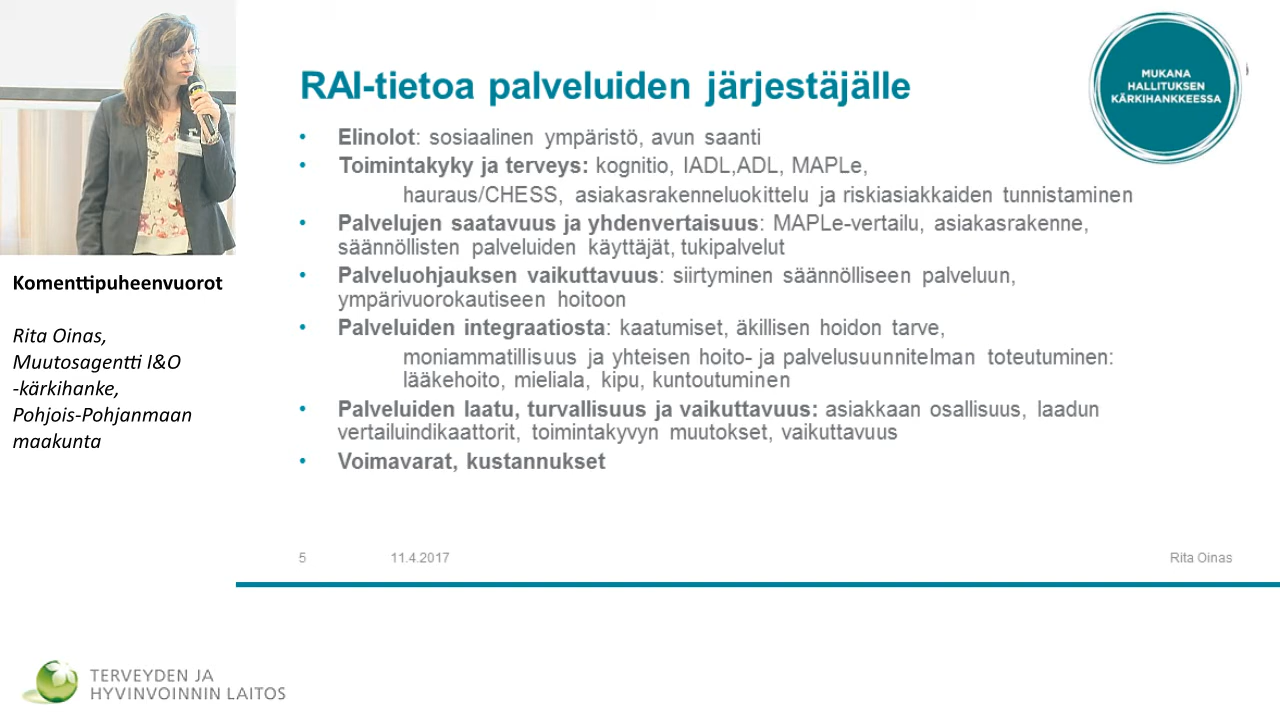 RAI-tietoa palveluiden järjestäjälle
MUKANA
HALLITUKSEN
KÄRKIHANKKEESSA
• Elinolot: sosiaalinen ympäristö, avun saanti
• Toimintakyky ja terveys: kognitio, IADL,ADL, MAPLe,
hauraus/CHESS, asiakasrakenneluokittelu ja riskiasiakkaiden tunnistaminen
• Palvelujen saatavuus ja yhdenvertaisuus: MAPLe-vertailu, asiakasrakenne,
säännöllisten palveluiden käyttäjät, tukipalvelut
• Palveluohjauksen vaikuttavuus: siirtyminen säännölliseen palveluun,
ympärivuorokautiseen hoitoon
• Palveluiden integraatiosta: kaatumiset, äkillisen hoidon tarve,
moniammatillisuus ja yhteisen hoito- ja palvelusuunnitelman toteutuminen:
lääkehoito, mieliala, kipu, kuntoutuminen
• Palveluiden laatu, turvallisuus ja vaikuttavuus: asiakkaan osallisuus, laadun
vertailuindikaattorit, toimintakyvyn muutokset, vaikuttavuus
• Voimavarat, kustannukset
5
11.4.2017
Rita Oinas
Komenttipuheenvuorot
Rita Oinas,
Muutosagentti I&O
-kärkihanke,
Pohjois-Pohjanmaan
maakunta
TERVEYDEN JA
HYVINVOINNIN LAITOS